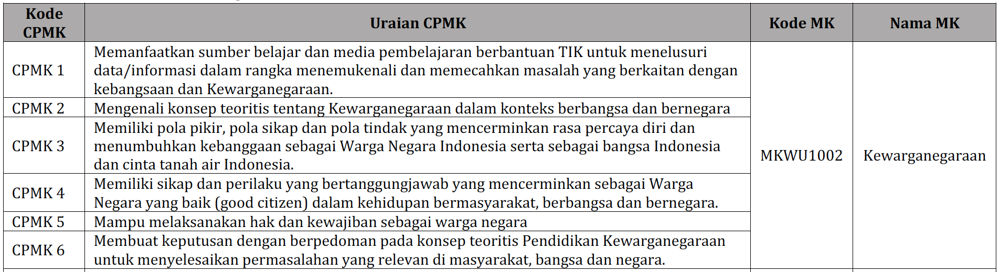 Kode CPMK
Uraian CPMK
Kode MK
Nama MK
CPMK 1
Memanfaatkan sumber belajar dan media pembelajaran berbantuan TIK untuk menelusuri
data/informasi dalam rangka menemukenali dan memecahkan masalah yang berkaitan dengan
kebangsaan dan Kewarganegaraan.
CPMK 2
Mengenali konsep teoritis tentang Kewarganegaraan dalam konteks berbangsa dan bernegara
CPMK 3
Memiliki pola pikir, pola sikap dan pola tindak yang mencerminkan rasa percaya diri dan
menumbuhkan kebanggaan sebagai Warga Negara Indonesia serta sebagai bangsa Indonesia
dan cinta tanah air Indonesia.
MKWU1002
Kewarganegaraan
CPMK 4
Memiliki sikap dan perilaku yang bertanggungjawab yang mencerminkan sebagai Warga
Negara yang baik (good citizen) dalam kehidupan bermasyarakat, berbangsa dan bernegara.
CPMK 5
Mampu melaksanakan hak dan kewajiban sebagai warga negara
CPMK 6
Membuat keputusan dengan berpedoman pada konsep teoritis Pendidikan Kewarganegaraan
untuk menyelesaikan permasalahan yang relevan di masyarakat, bangsa dan negara.